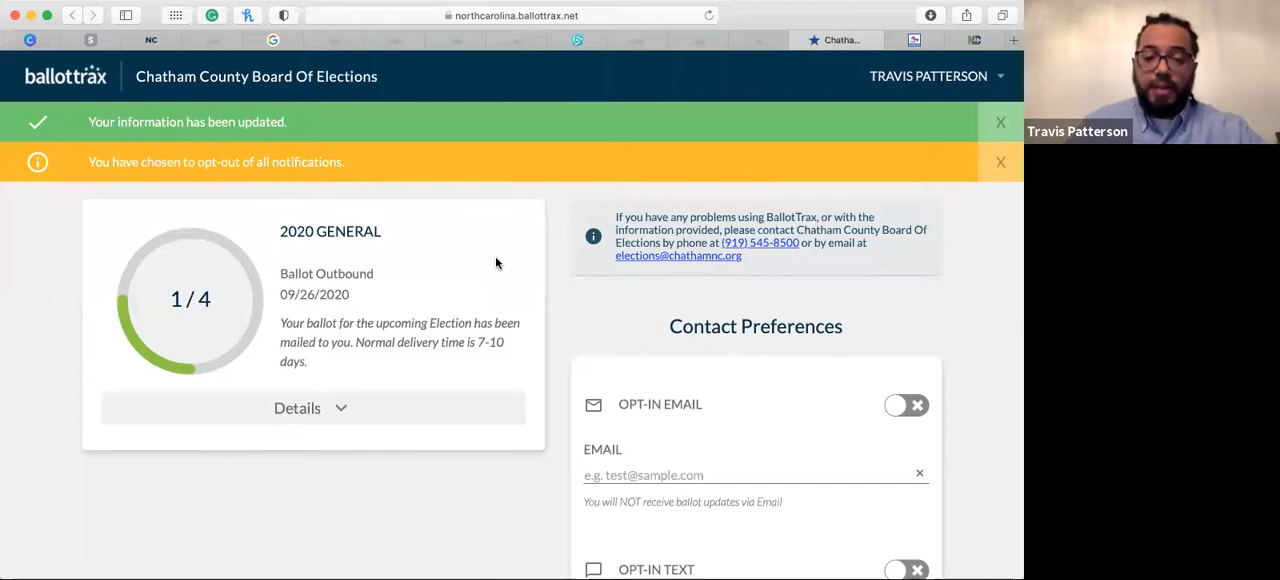 northcarolina.ballottrax.net
S
NC
G
Chatha...
NC
ballottrax
Chatham County Board Of Elections
TRAVIS PATTERSON
Your information has been updated.
X
You have chosen to opt-out of all notifications.
X
2020 GENERAL
Ballot Outbound
09/26/2020
1 / 4
Your ballot for the upcoming Election has been
mailed to you. Normal delivery time is 7-10
days.
Details
If you have any problems using BallotTrax, or with the
information provided, please contact Chatham County Board Of
Elections by phone at (919) 545-8500 or by email at
elections@chathamnc.org
Contact Preferences
OPT-IN EMAIL
EMAIL
e.g. test@sample.com
You will NOT receive ballot updates via Email
OPT-IN TEXT
Travis Patterson